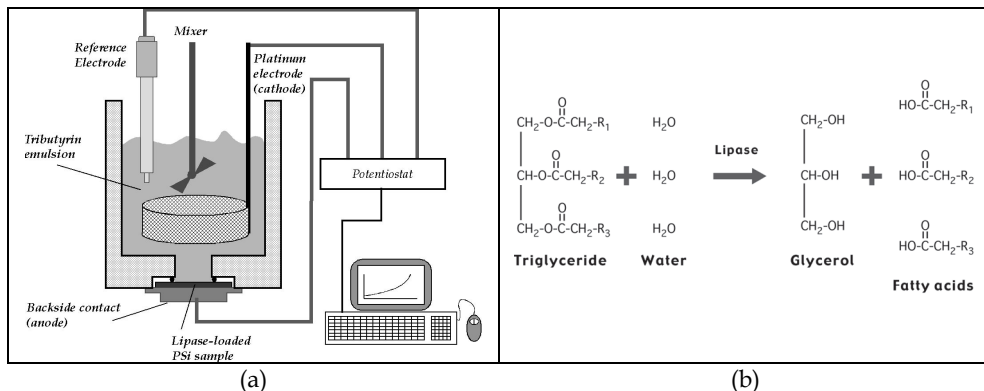 Mixer
Reference
Electrode
Platinum
electrode
(cathode)
Tributyrin
emulsion
Potentiostat
Backside contact
(anode)
Lipase-loaded
PSi sample
(a)
O
CH2-O-C-CH2-R1
O
CH-OC-CH2-R2
O
CH2-O-C-CH2-R3
Triglyceride
+
H2O
H2O
H2O
Water
Lipase
CH2-OH
CH-OH
CH2-OH
Glycerol
+
O
HO-C-CH2-R1
O
HO-C-CH2-R2
O
HO-C-CH2-R3
Fatty acids
(b)